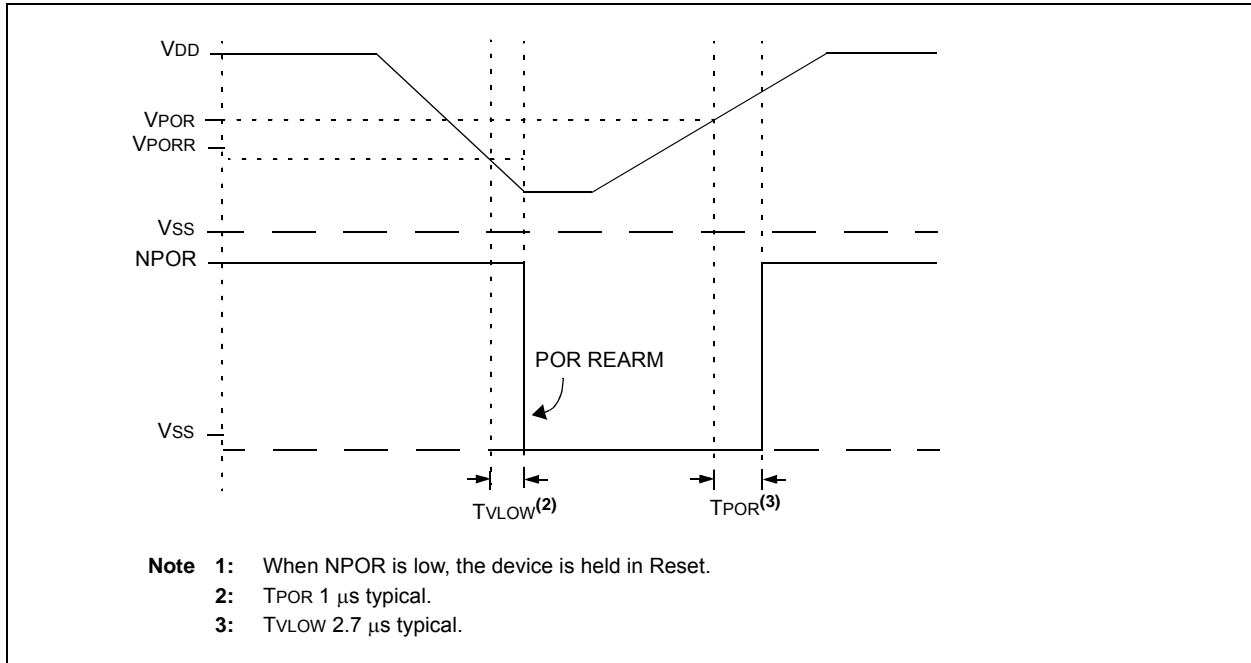 VDD
VPOR
VPORR
VSS
NPOR
POR REARM
VSS
TVLOW(2) TPOR(3)
Note 1: When NPOR is low, the device is held in Reset.
2: TPOR 1 μs typical.
3: TVLOW 2.7 μs typical.